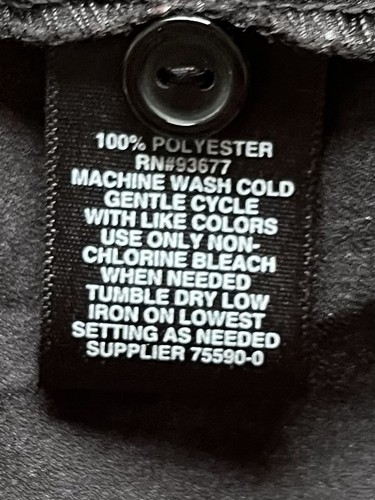 100% POLYESTER
RN#93677
MACHINE WASH COLD
GENTLE CYCLE
WITH LIKE COLORS
USE ONLY NON-
CHLORINE BLEACH
WHEN NEEDED
TUMBLE DRY LOW
IRON ON LOWEST
SETTING AS NEEDED
SUPPLIER 75590-0